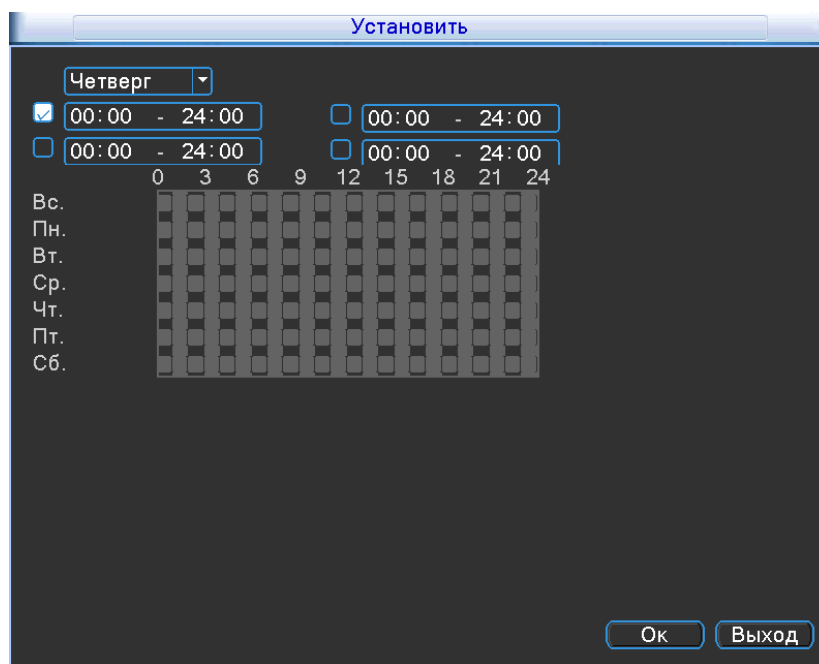 Установить
Четверг
00:00 - 24:00 00:00 - 24:00
00:00 - 24:00 00:00 - 24:00
0 3 6 9 12 15 18 21 24
Вс.
Пн.
Вт.
Ср.
Чт.
Пт.
Сб.
Ок Выход